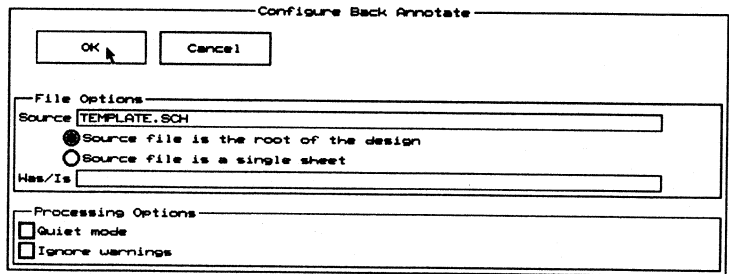 Configure Back Annotate
OK
Cancel
File Options
Source TEMPLATE.SCH
Source file is the root of the design
Source file is a single sheet
Was/Is
Processing Options
Quiet mode
Ignore warnings